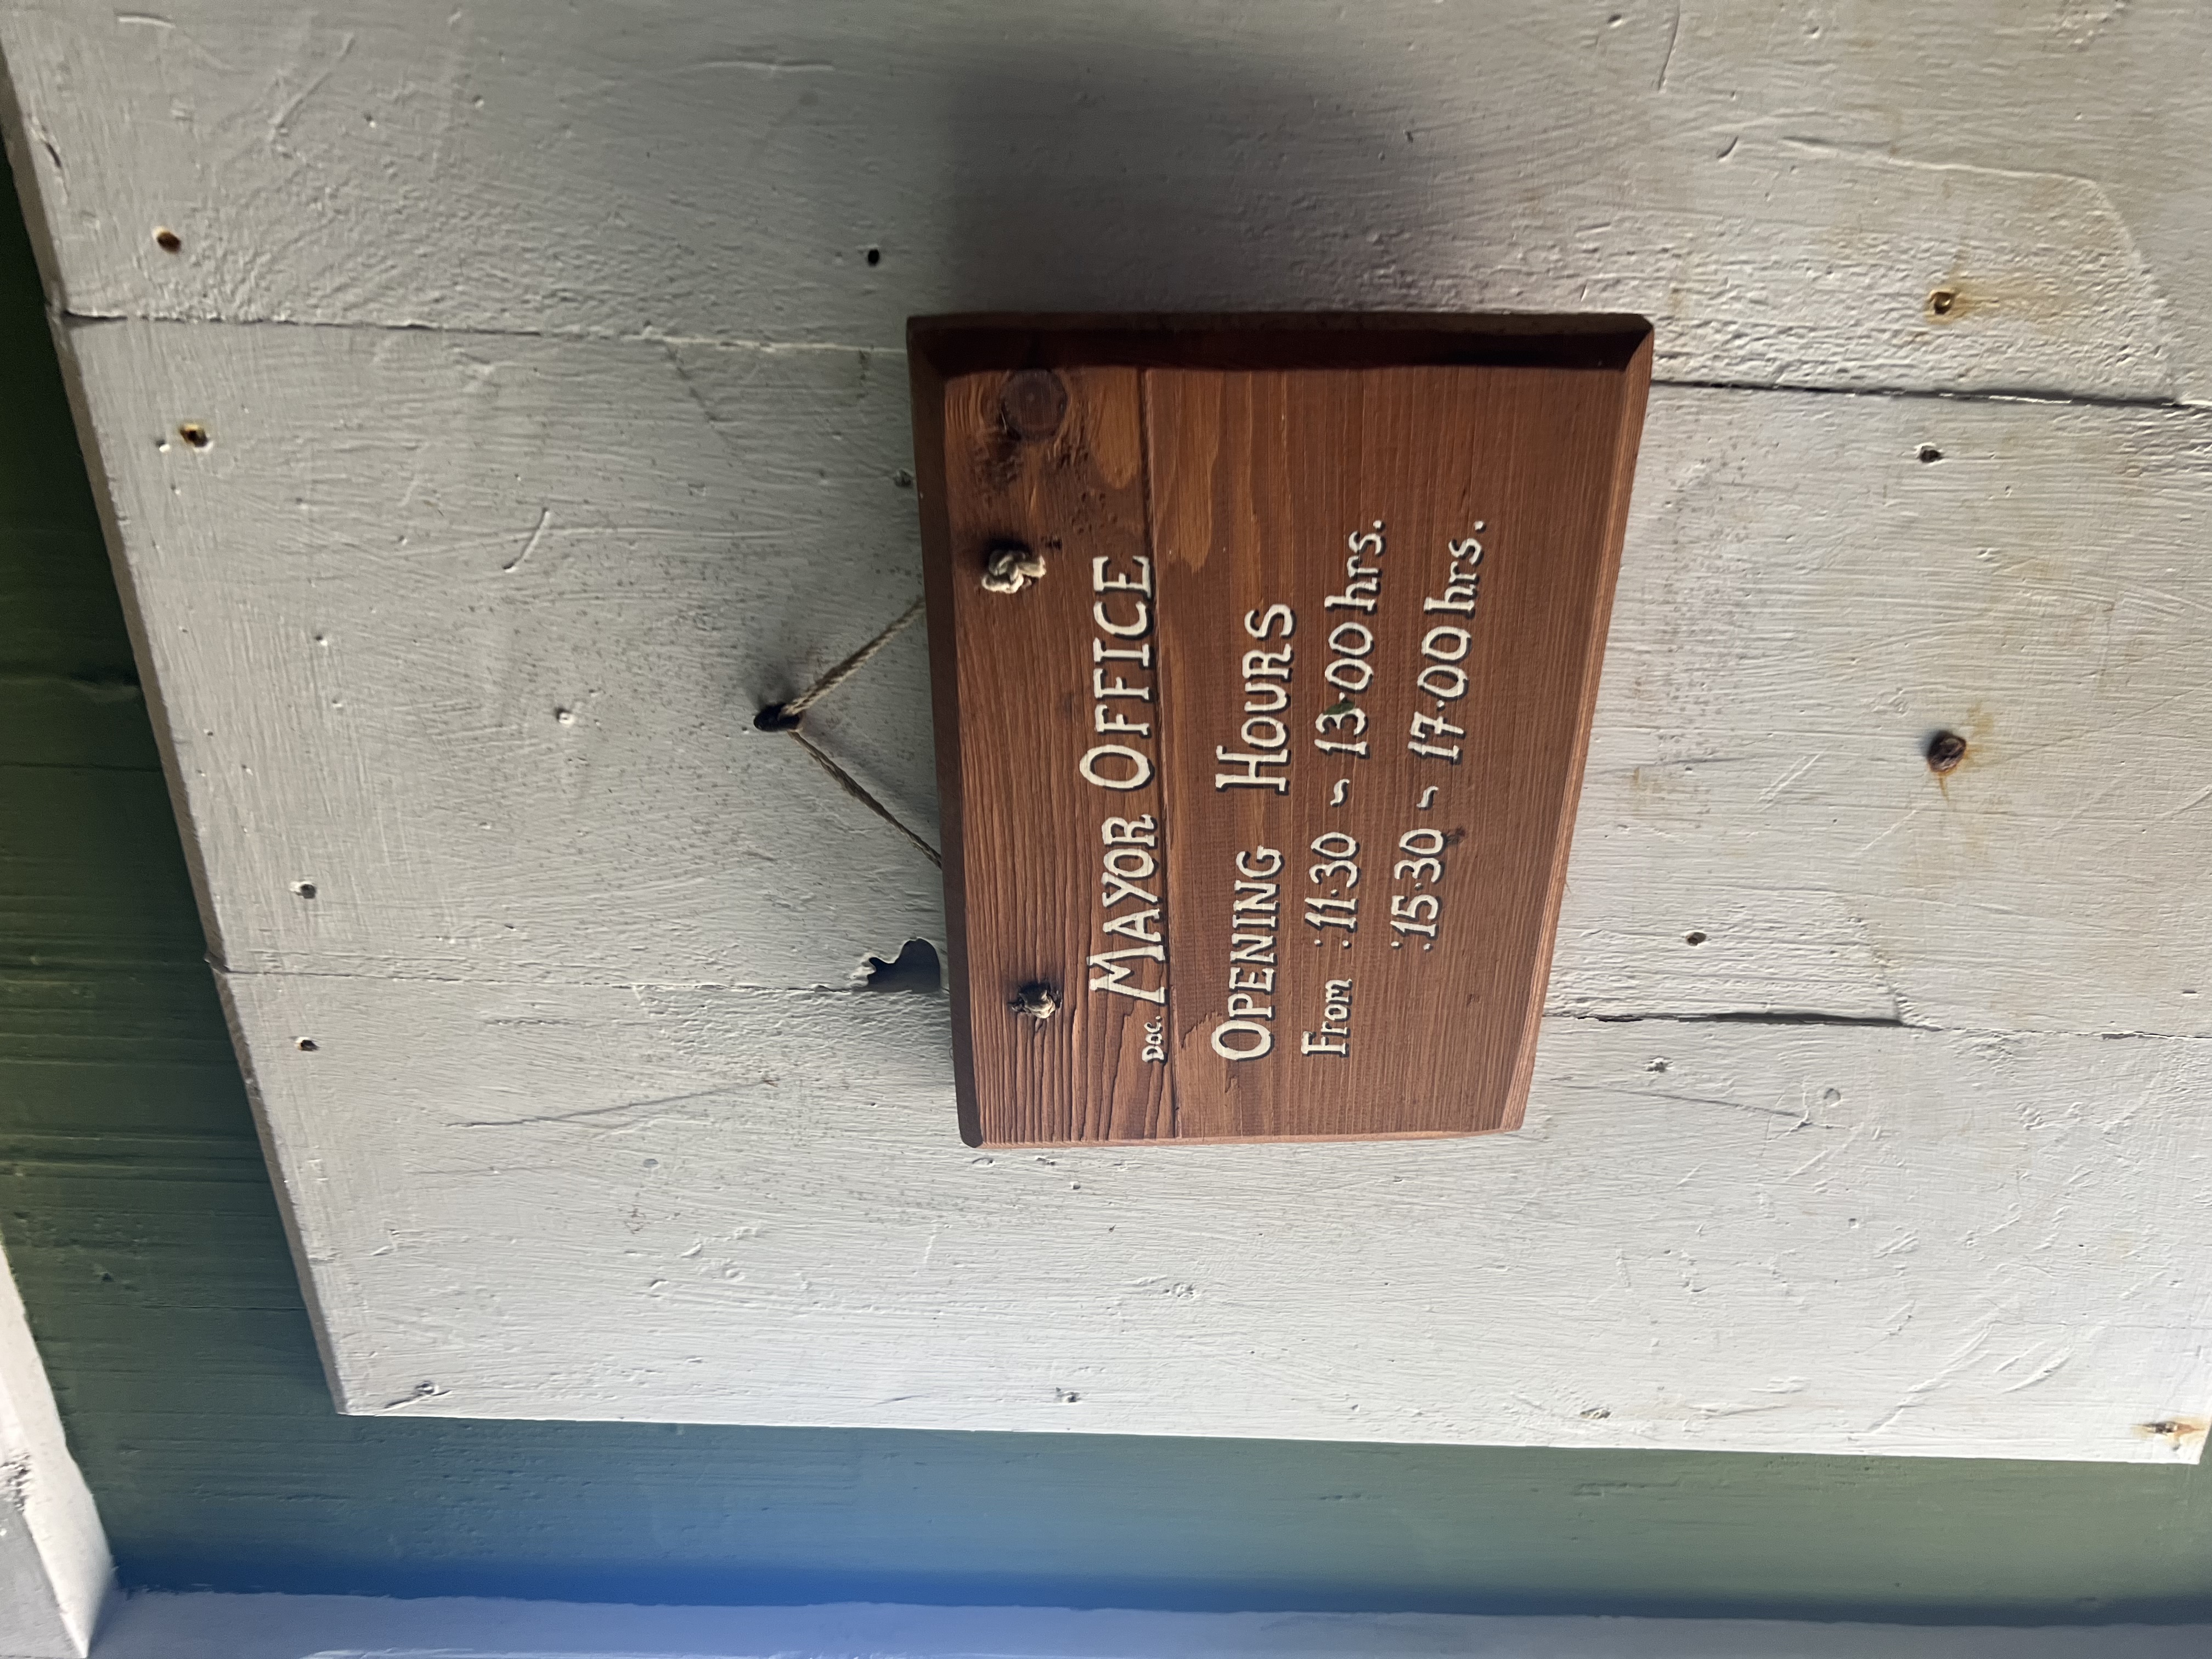 Doc. MAYOR OFFICE
OPENING HOURS
From :11·30 ~ 13·00 hrs.
:15·30 ~ 17·00 hrs.